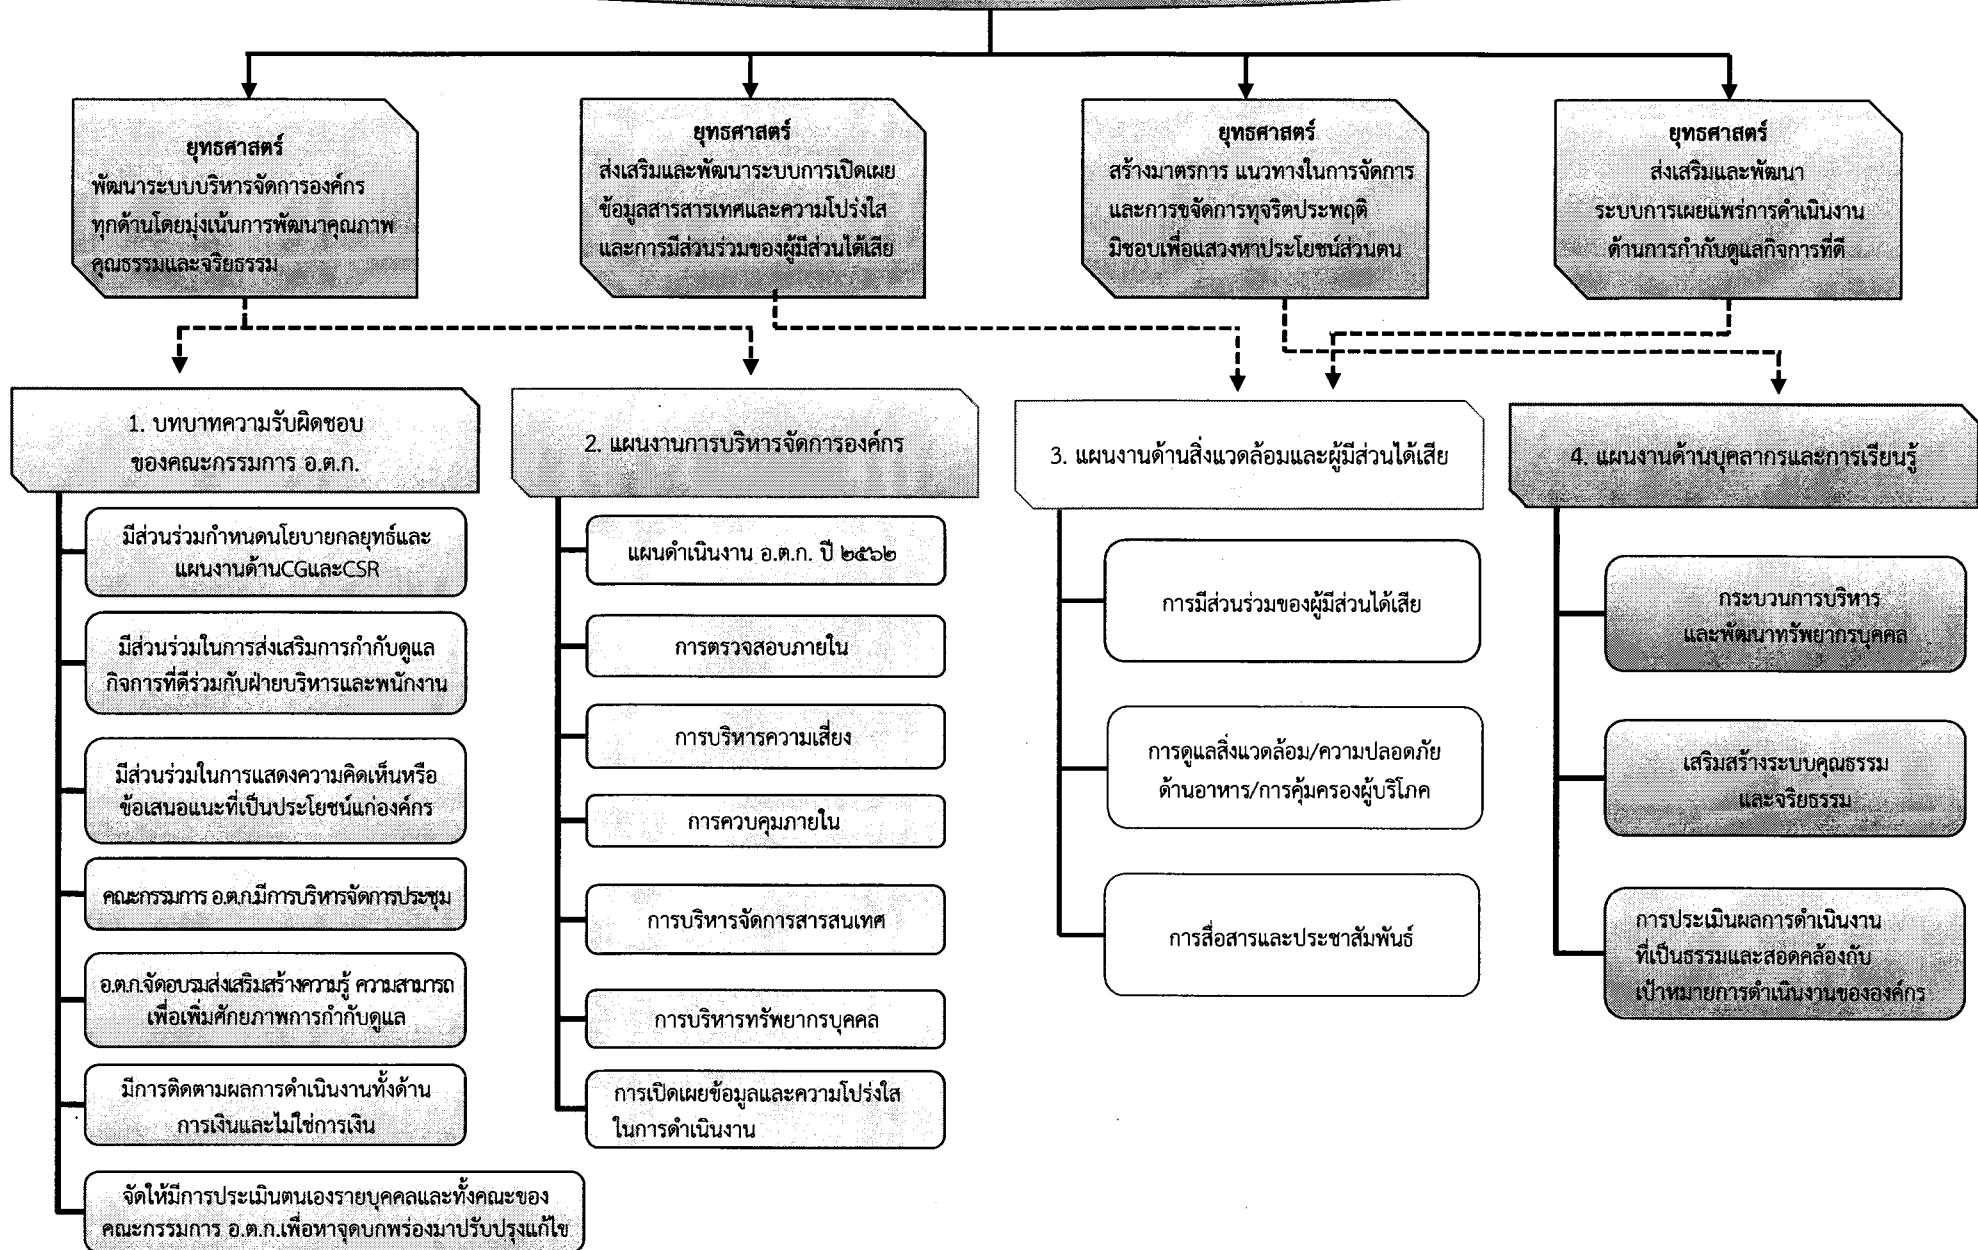 ยุทธศาสตร์
พัฒนาระบบบริหารจัดการองค์กร
ทุกด้านโดยมุ่งเน้นการพัฒนาคุณภาพ
คุณธรรมและจริยธรรม
ยุทธศาสตร์
ส่งเสริมและพัฒนาระบบการเปิดเผย
ข้อมูลสารสารเทศและความโปร่งใส
และการมีส่วนร่วมของผู้มีส่วนได้เสีย
ยุทธศาสตร์
สร้างมาตรการ แนวทางในการจัดการ
และการขจัดการทุจริตประพฤติ
มิชอบเพื่อแสวงหาประโยชน์ส่วนตน
ยุทธศาสตร์
ส่งเสริมและพัฒนา
ระบบการเผยแพร่การดำเนินงาน
ด้านการกำกับดูแลกิจการที่ดี
1. บทบาทความรับผิดชอบ
ของคณะกรรมการ อ.ต.ก.
มีส่วนร่วมกำหนดนโยบายกลยุทธ์และ
แผนงานด้านCGและCSR
มีส่วนร่วมในการส่งเสริมการกำกับดูแล
กิจการที่ดีร่วมกับฝ่ายบริหารและพนักงาน
มีส่วนร่วมในการแสดงความคิดเห็นหรือ
ข้อเสนอแนะที่เป็นประโยชน์แก่องค์กร
คณะกรรมการ อ.ต.ก.มีการบริหารจัดการประชุม
อ.ต.ก.จัดอบรมส่งเสริมสร้างความรู้ ความสามารถ
เพื่อเพิ่มศักยภาพการกำกับดูแล
มีการติดตามผลการดำเนินงานทั้งด้าน
การเงินและไม่ใช่การเงิน
จัดให้มีการประเมินตนเองรายบุคคลและทั้งคณะของ
คณะกรรมการ อ.ต.ก.เพื่อหาจุดบกพร่องมาปรับปรุงแก้ไข
2. แผนงานการบริหารจัดการองค์กร
แผนดำเนินงาน อ.ต.ก. ปี ๒๕๖๒
การตรวจสอบภายใน
การบริหารความเสี่ยง
การควบคุมภายใน
การบริหารจัดการสารสนเทศ
การบริหารทรัพยากรบุคคล
การเปิดเผยข้อมูลและความโปร่งใส
ในการดำเนินงาน
3. แผนงานด้านสิ่งแวดล้อมและผู้มีส่วนได้เสีย
การมีส่วนร่วมของผู้มีส่วนได้เสีย
การดูแลสิ่งแวดล้อม/ความปลอดภัย
ด้านอาหาร/การคุ้มครองผู้บริโภค
การสื่อสารและประชาสัมพันธ์
4. แผนงานด้านบุคลากรและการเรียนรู้
กระบวนการบริหาร
และพัฒนาทรัพยากรบุคคล
เสริมสร้างระบบคุณธรรม
และจริยธรรม
การประเมินผลการดำเนินงาน
ที่เป็นธรรมและสอดคล้องกับ
เป้าหมายการดำเนินงานขององค์กร